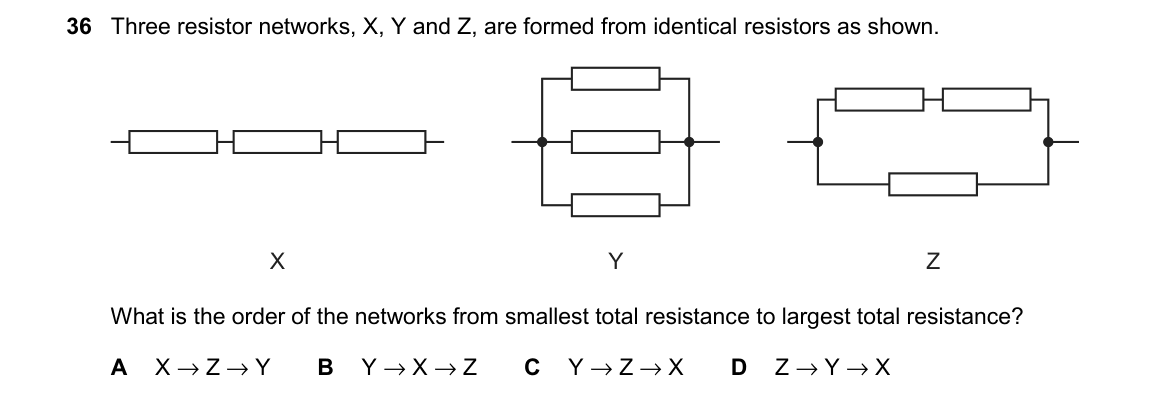 36 Three resistor networks, X, Y and Z, are formed from identical resistors as shown.
X Y Z
What is the order of the networks from smallest total resistance to largest total resistance?
A X → Z → Y B Y → X → Z C Y → Z → X D Z → Y → X